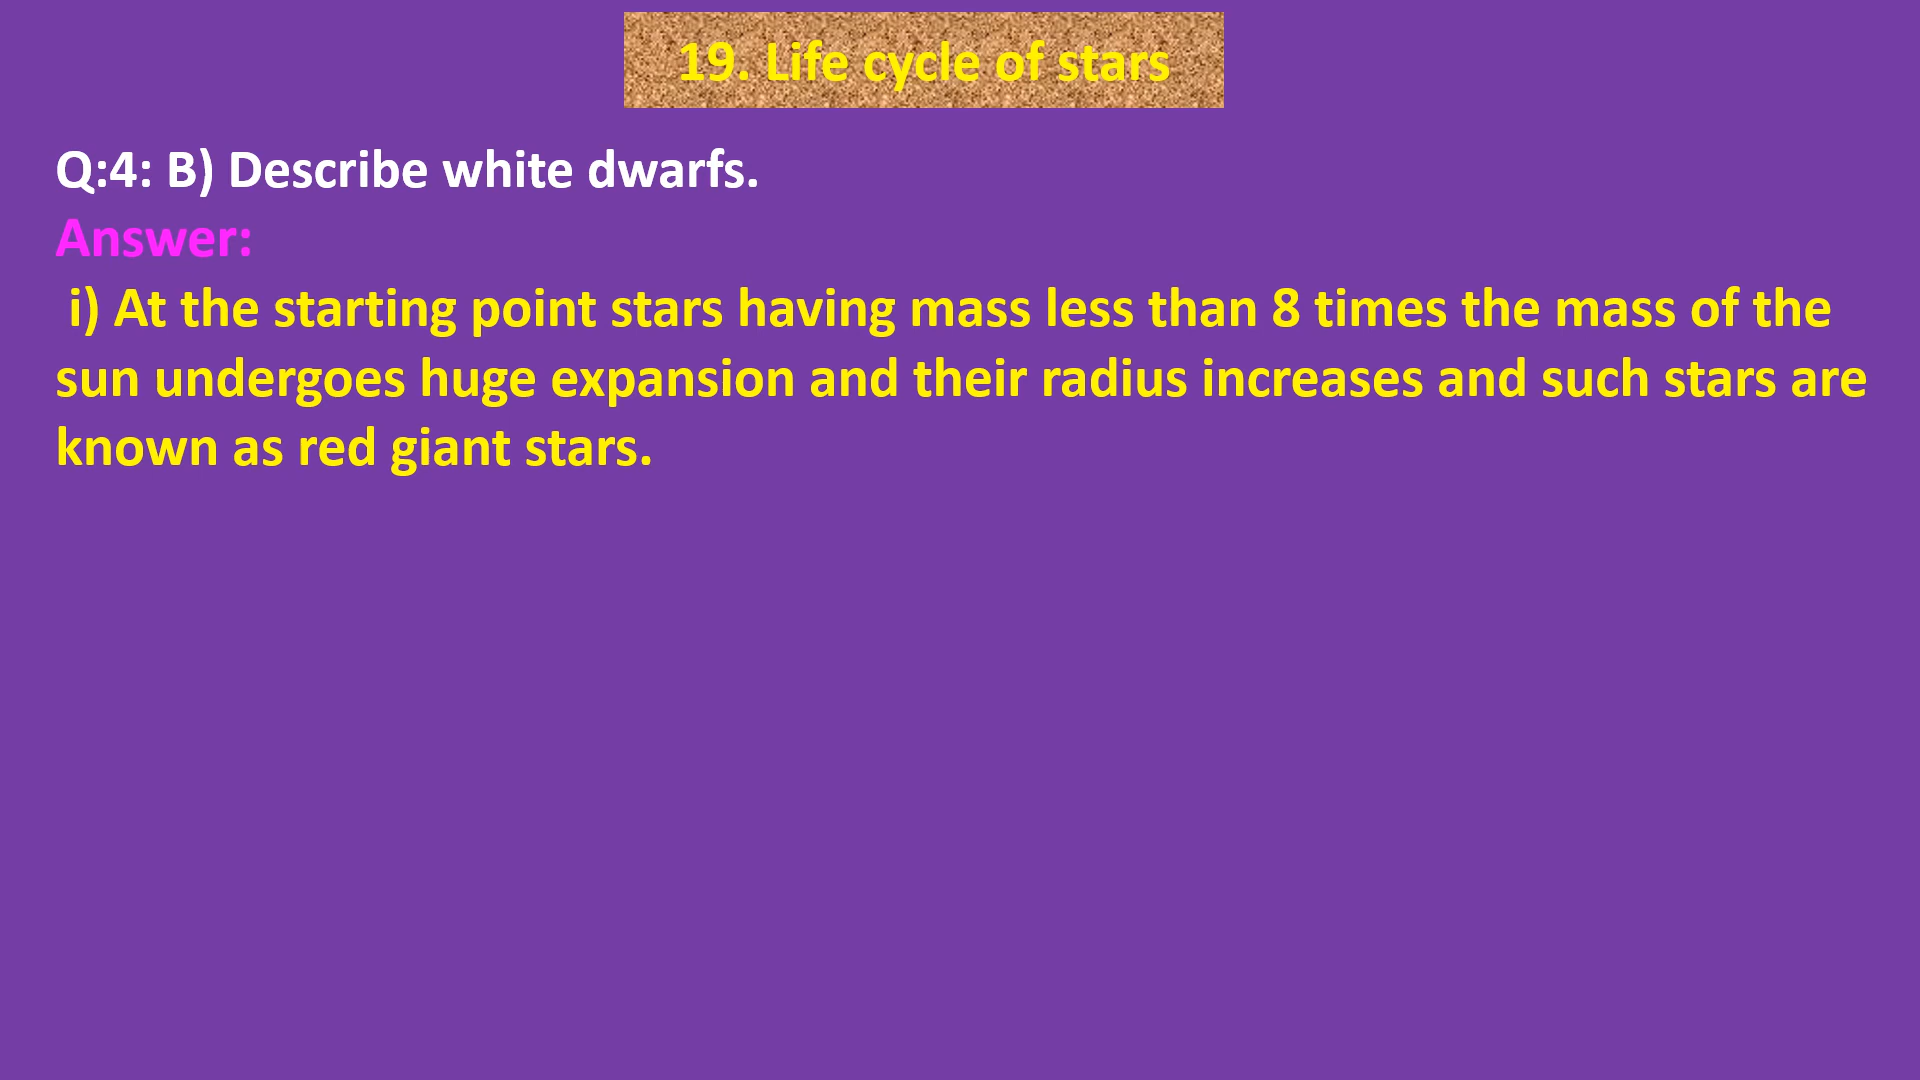 19. Life cycle of stars
Q:4: B) Describe white dwarfs.
Answer:
i) At the starting point stars having mass less than 8 times the mass of the
sun undergoes huge expansion and their radius increases and such stars are
known as red giant stars.